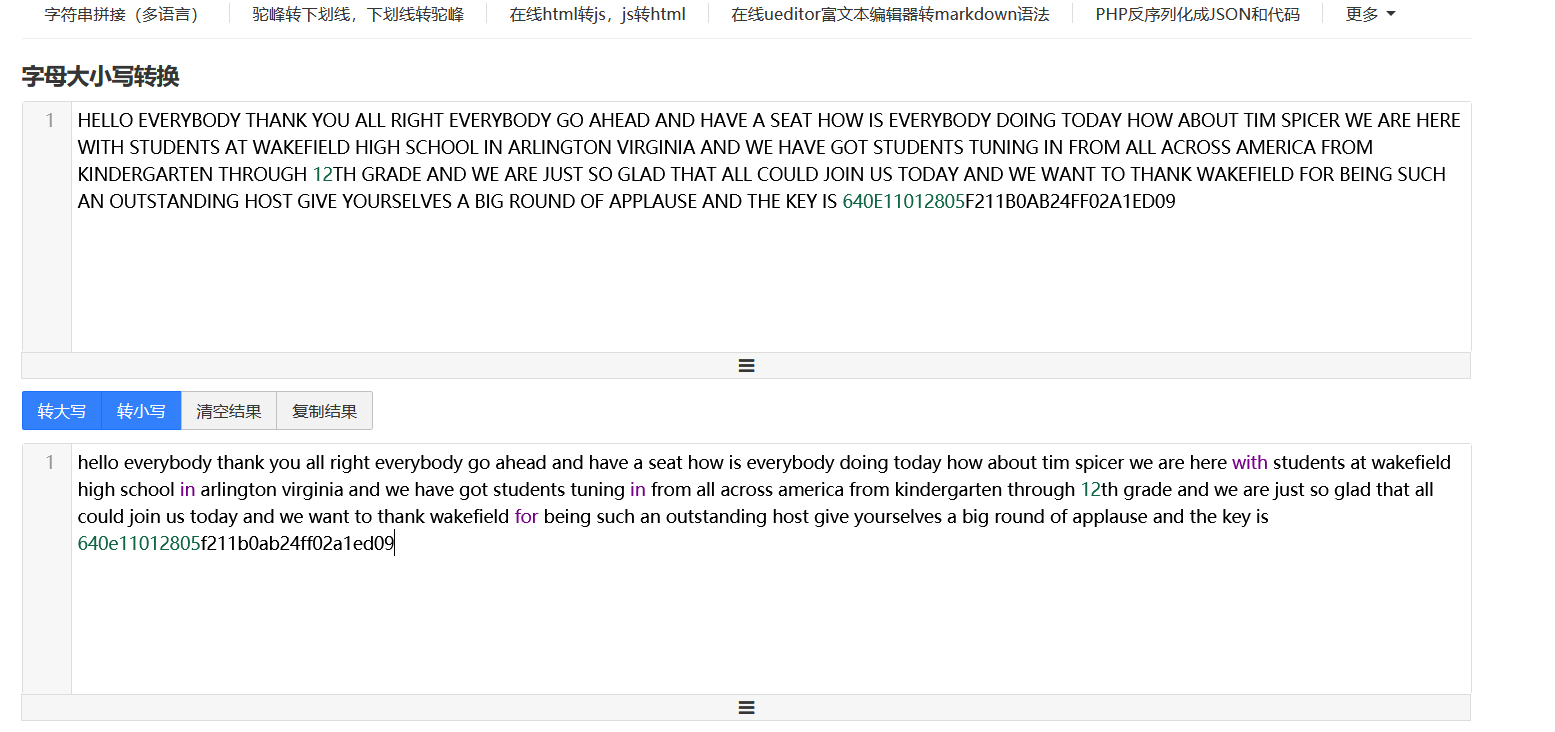 字符串拼接（多语言） 驼峰转下划线，下划线转驼峰 在线html转js，js转html 在线ueditor富文本编辑器转markdown语法 PHP反序列化成JSON和代码 更多
字母大小写转换
1 HELLO EVERYBODY THANK YOU ALL RIGHT EVERYBODY GO AHEAD AND HAVE A SEAT HOW IS EVERYBODY DOING TODAY HOW ABOUT TIM SPICER WE ARE HERE
WITH STUDENTS AT WAKEFIELD HIGH SCHOOL IN ARLINGTON VIRGINIA AND WE HAVE GOT STUDENTS TUNING IN FROM ALL ACROSS AMERICA FROM
KINDERGARTEN THROUGH 12TH GRADE AND WE ARE JUST SO GLAD THAT ALL COULD JOIN US TODAY AND WE WANT TO THANK WAKEFIELD FOR BEING SUCH
AN OUTSTANDING HOST GIVE YOURSELVES A BIG ROUND OF APPLAUSE AND THE KEY IS 640E11012805F211B0AB24FF02A1ED09
转大写 转小写 清空结果 复制结果
1 hello everybody thank you all right everybody go ahead and have a seat how is everybody doing today how about tim spicer we are here with students at wakefield
high school in arlington virginia and we have got students tuning in from all across america from kindergarten through 12th grade and we are just so glad that all
could join us today and we want to thank wakefield for being such an outstanding host give yourselves a big round of applause and the key is
640e11012805f211b0ab24ff02a1ed09